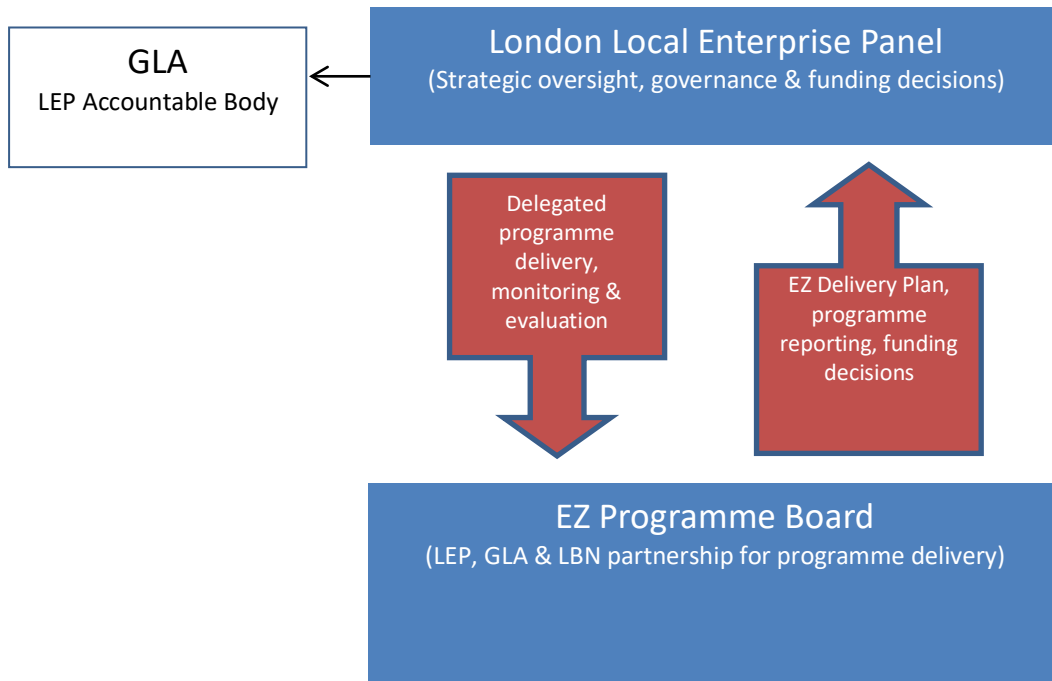 GLA
LEP Accountable Body
London Local Enterprise Panel
(Strategic oversight, governance & funding decisions)
Delegated
programme
delivery,
monitoring &
evaluation
EZ Delivery Plan,
programme
reporting, funding
decisions
EZ Programme Board
(LEP, GLA & LBN partnership for programme delivery)